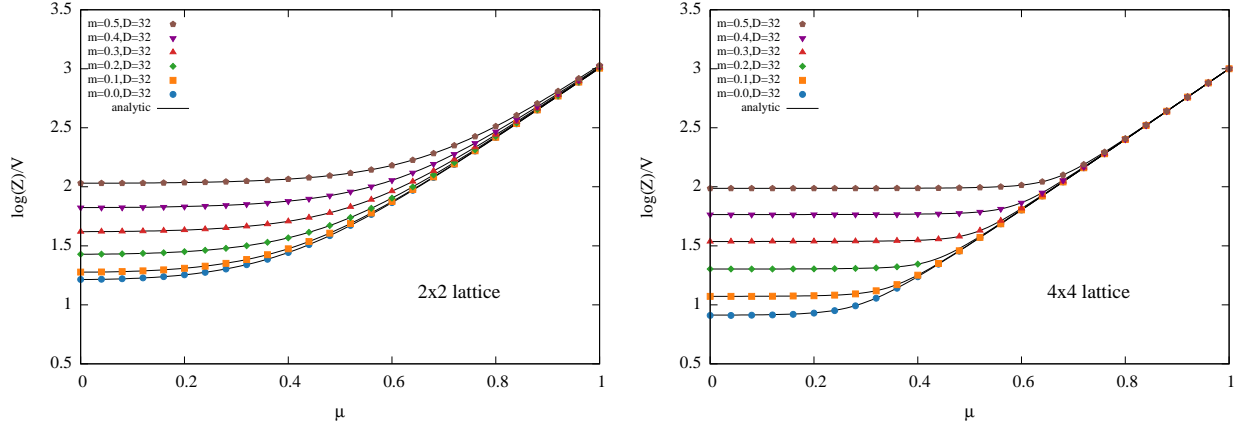 3.5
3
2.5
2
1.5
1
0.5
0
0.2
0.4
0.6
0.8
1
log(Z)/V
μ
m=0.5,D=32
m=0.4,D=32
m=0.3,D=32
m=0.2,D=32
m=0.1,D=32
m=0.0,D=32
analytic
2x2 lattice
3.5
3
2.5
2
1.5
1
0.5
0
0.2
0.4
0.6
0.8
1
log(Z)/V
μ
m=0.5,D=32
m=0.4,D=32
m=0.3,D=32
m=0.2,D=32
m=0.1,D=32
m=0.0,D=32
analytic
4x4 lattice